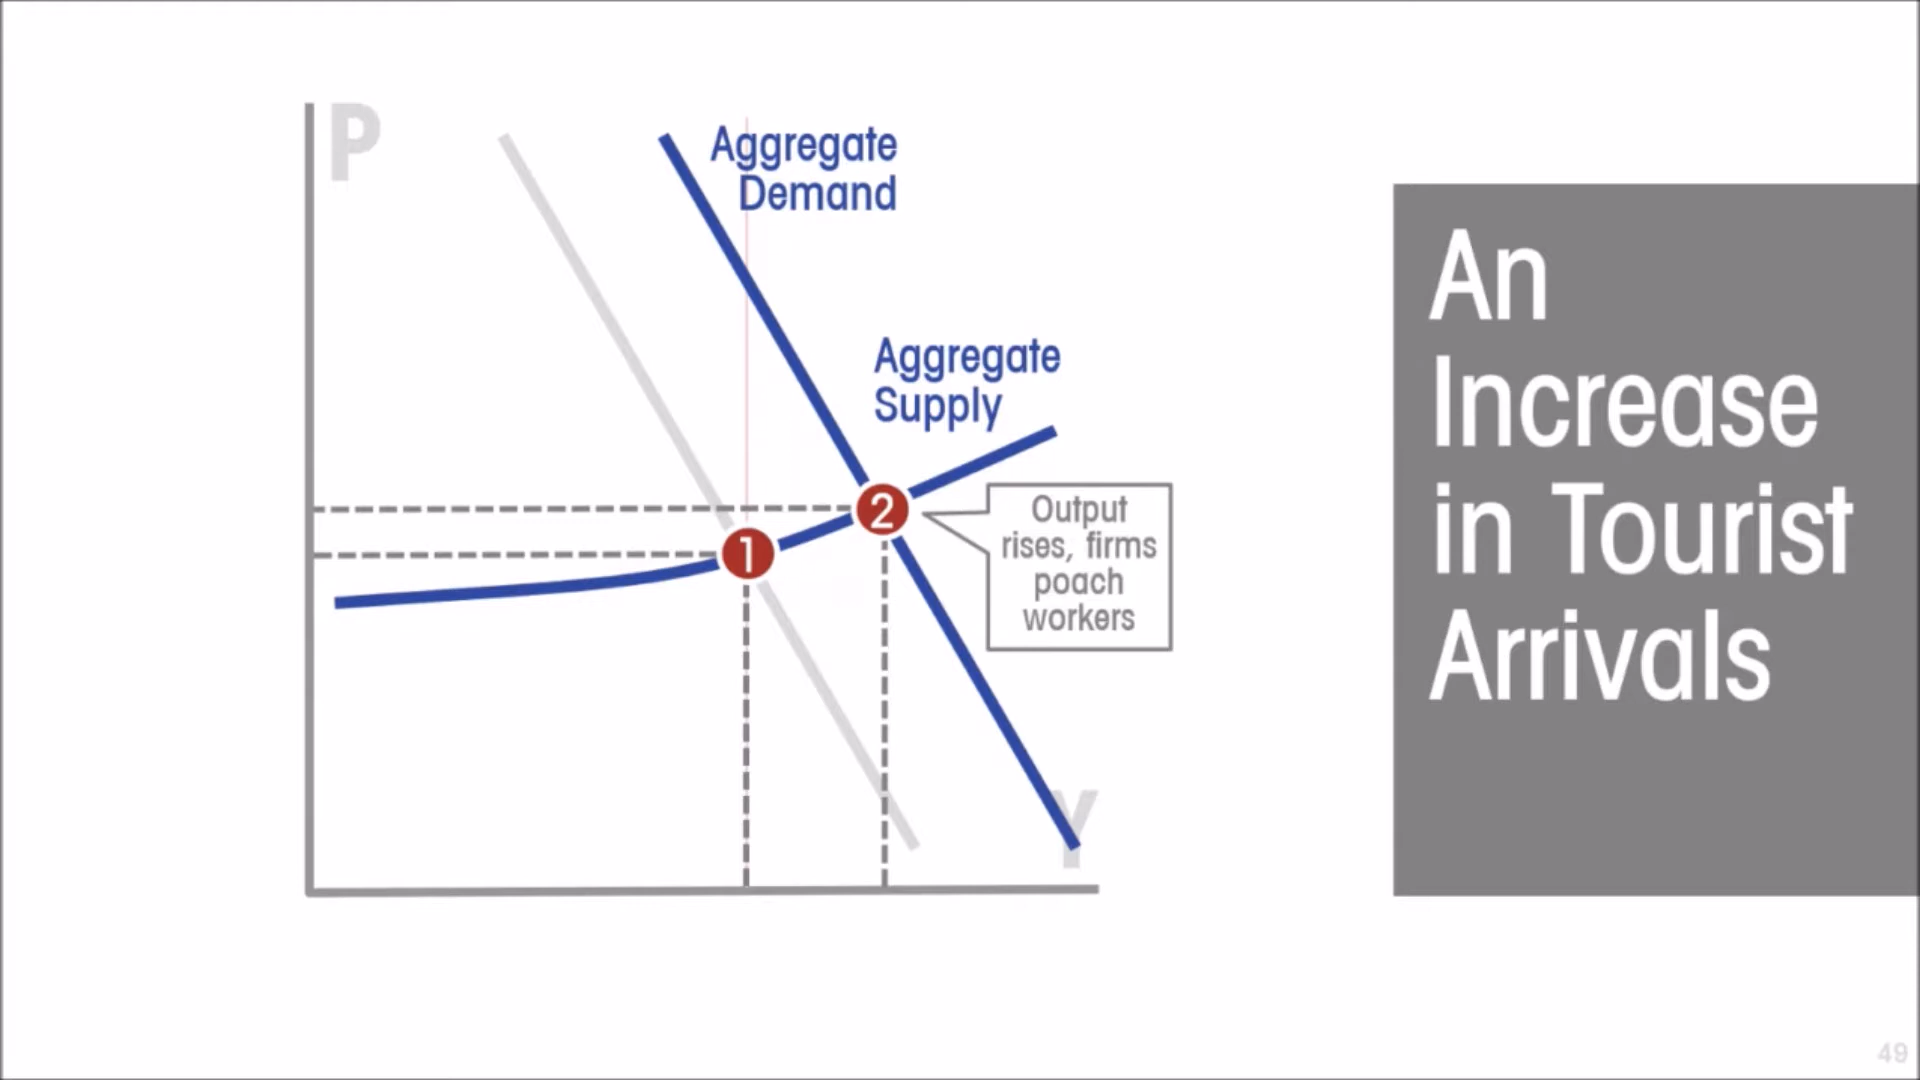 P
Aggregate
Demand
Aggregate
Supply
1
2
Output
rises, firms
poach
workers
Y
An
Increase
in Tourist
Arrivals
49